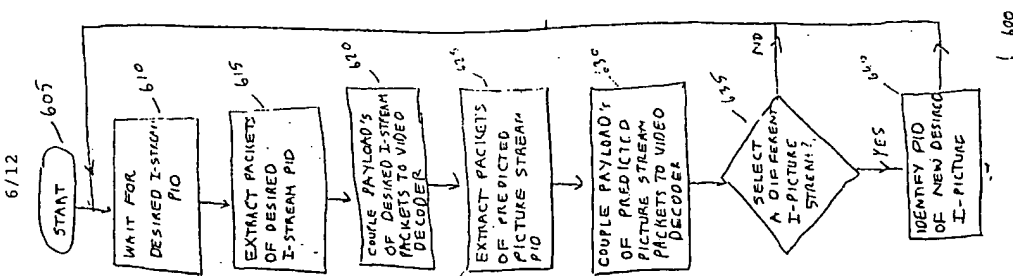 6/12
START
605
WAIT FOR
DESIRED I-STREAM
PID
610
EXTRACT PACKETS
OF DESIRED
I-STREAM PID
615
COUPLE PAYLOAD'S
OF DESIRED I-STREAM
PACKETS TO VIDEO
DECODER
620
EXTRACT PACKETS
OF PREDICTED
PICTURE STREAM
PID
625
COUPLE PAYLOAD'S
OF PREDICTED
PICTURE STREAM
PACKETS TO VIDEO
DECODER
630
SELECT
A DIFFERENT
I-PICTURE
STREAM?
635
NO
YES
IDENTIFY PID
OF NEW DESIRED
I-PICTURE
640
600